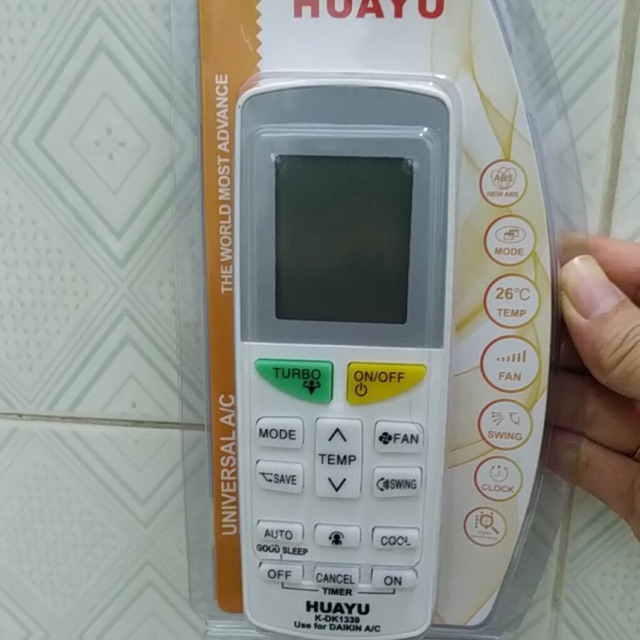 HUAYU
THE WORLD MOST ADVANCE
UNIVERSAL A/C
ABS
NEW ABS
MODE
26℃
TEMP
FAN
SWING
CLOCK
TURBO
ON/OFF
MODE
TEMP
FAN
SAVE
SWING
AUTO
COOL
GOOD SLEEP
OFF
CANCEL
ON
TIMER
HUAYU
K-DK1339
Use for DAIKIN A/C